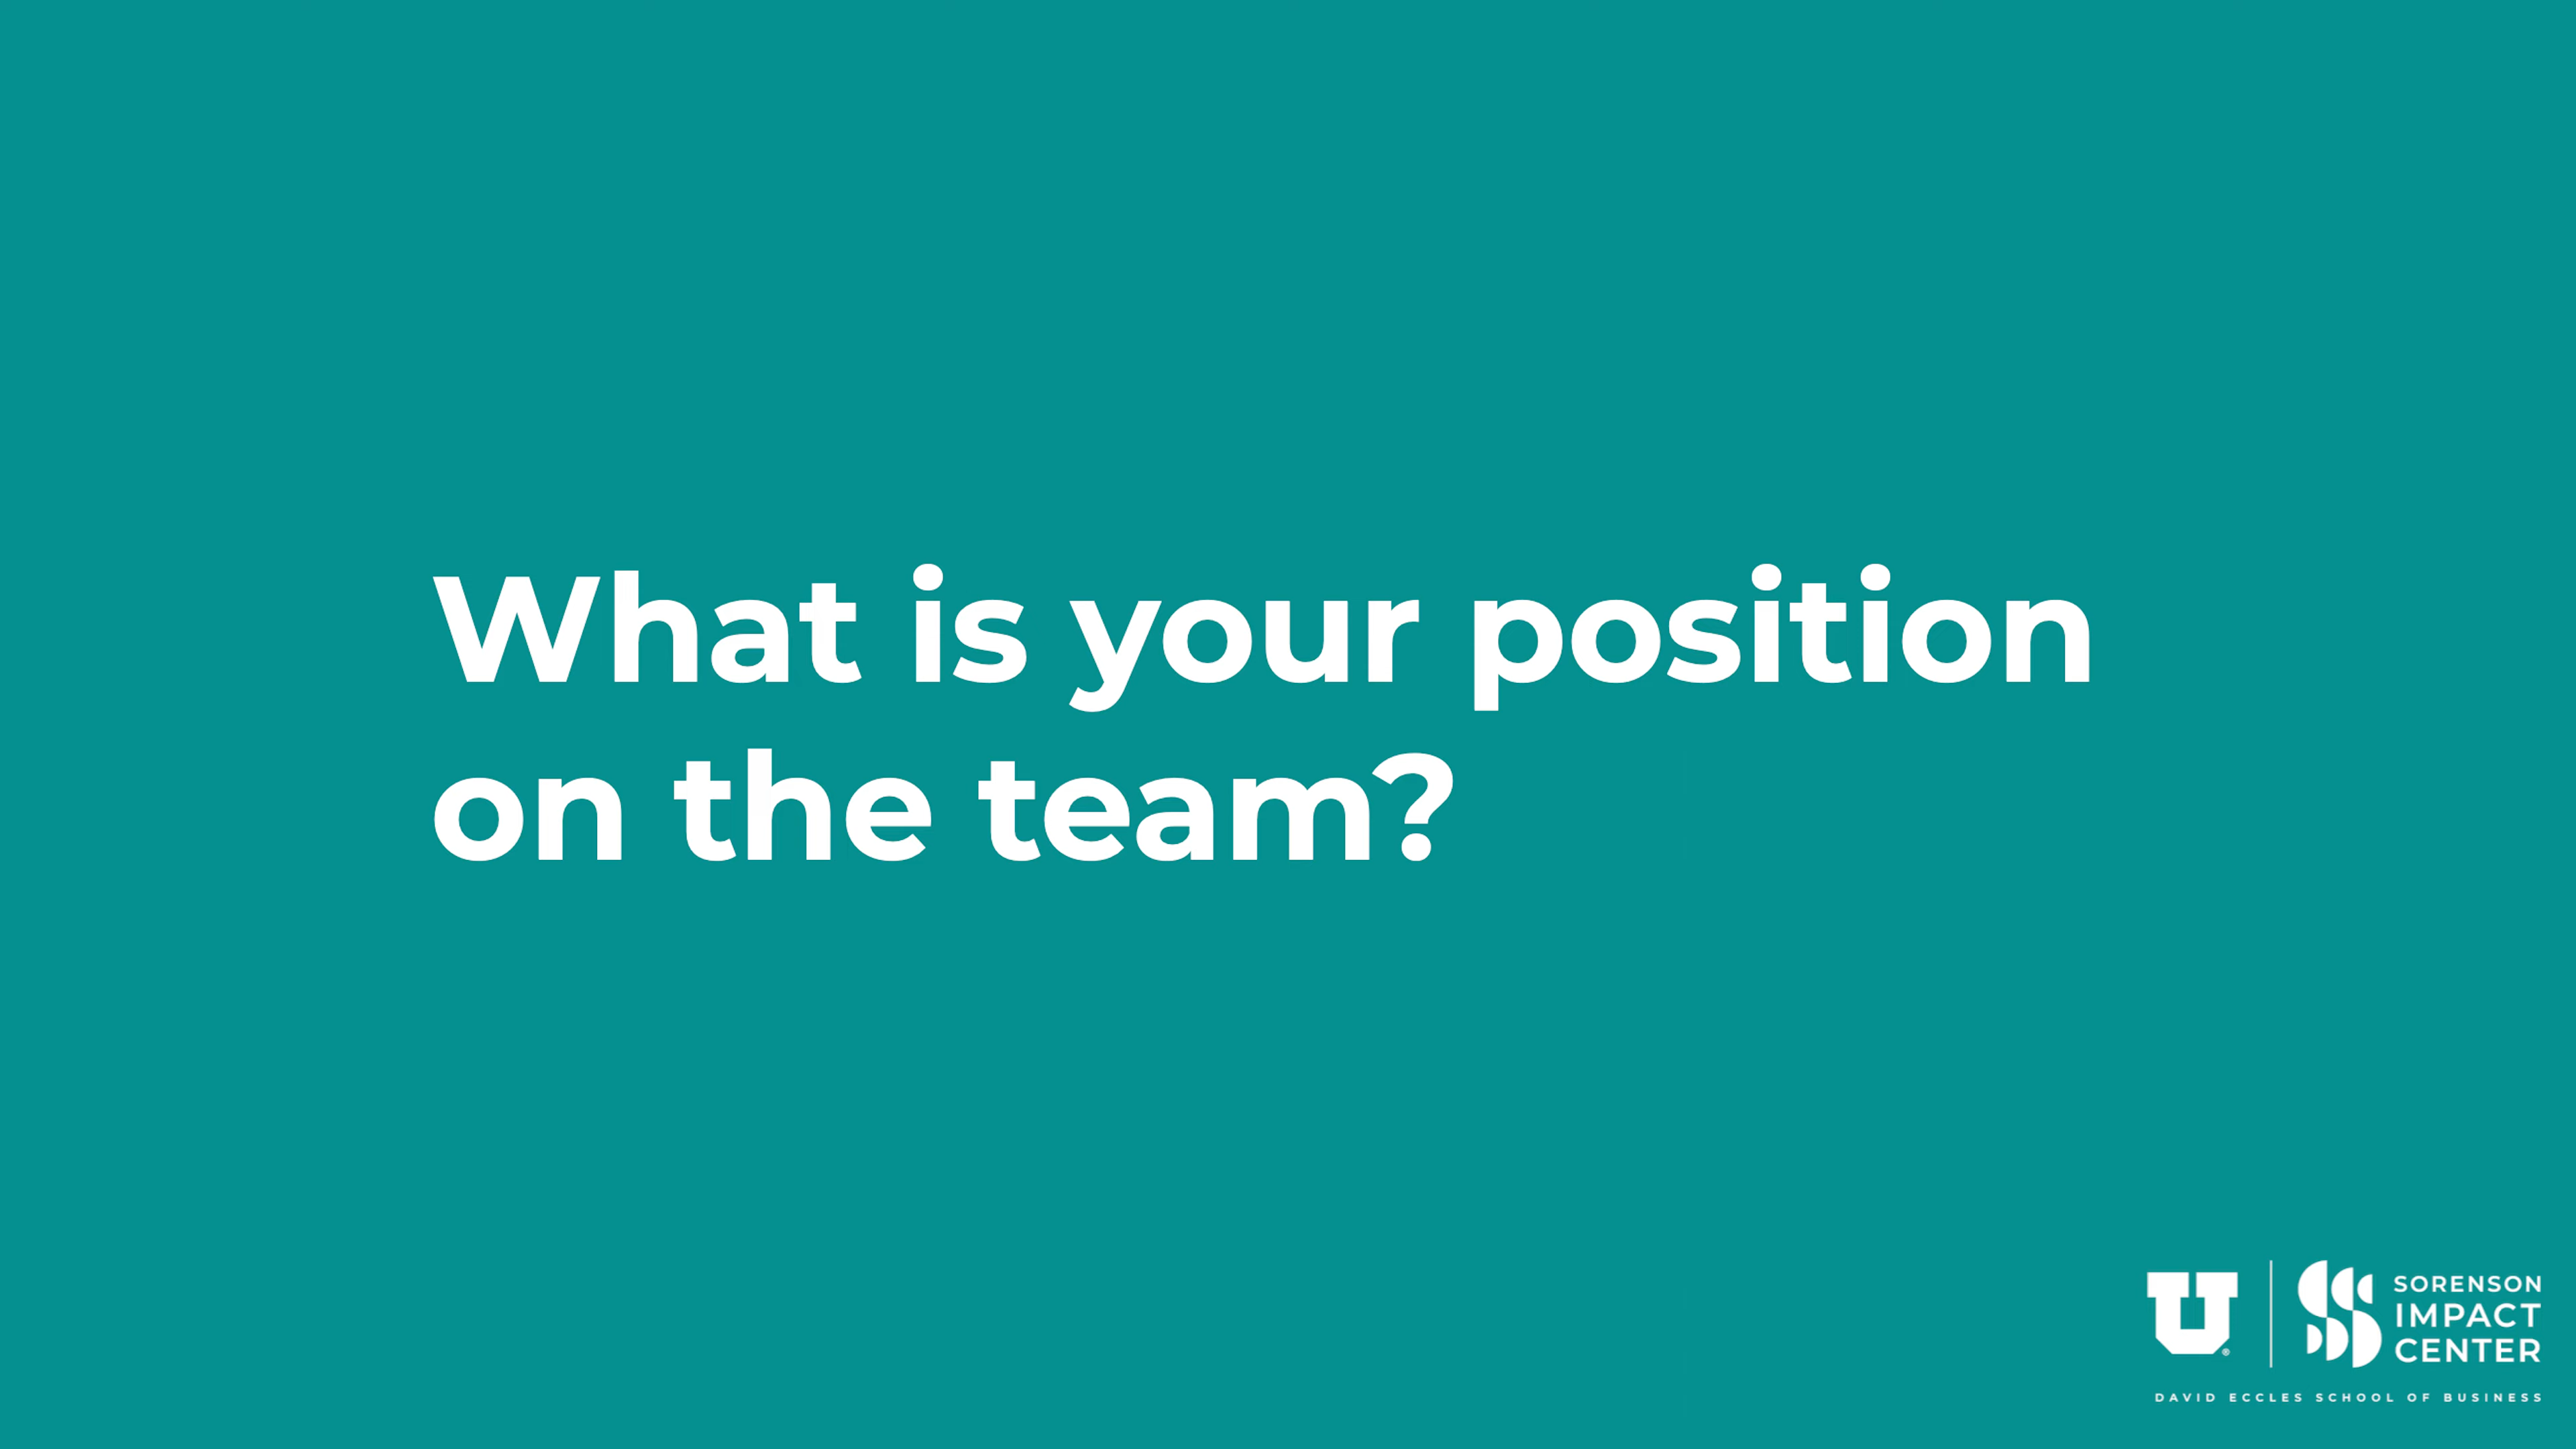 What is your position
on the team?
U
®
SORENSON
IMPACT
CENTER
DAVID ECCLES SCHOOL OF BUSINESS